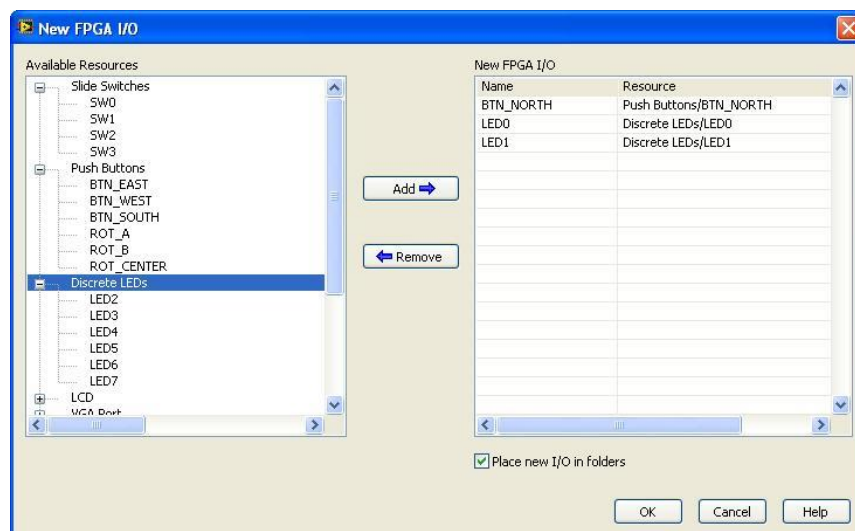 New FPGA I/O
Available Resources
Slide Switches
SW0
SW1
SW2
SW3
Push Buttons
BTN_EAST
BTN_WEST
BTN_SOUTH
ROT_A
ROT_B
ROT_CENTER
Discrete LEDs
LED2
LED3
LED4
LED5
LED6
LED7
LCD
VGA Port
Add
Remove
New FPGA I/O
Name Resource
BTN_NORTH Push Buttons/BTN_NORTH
LED0 Discrete LEDs/LED0
LED1 Discrete LEDs/LED1
Place new I/O in folders
OK Cancel Help